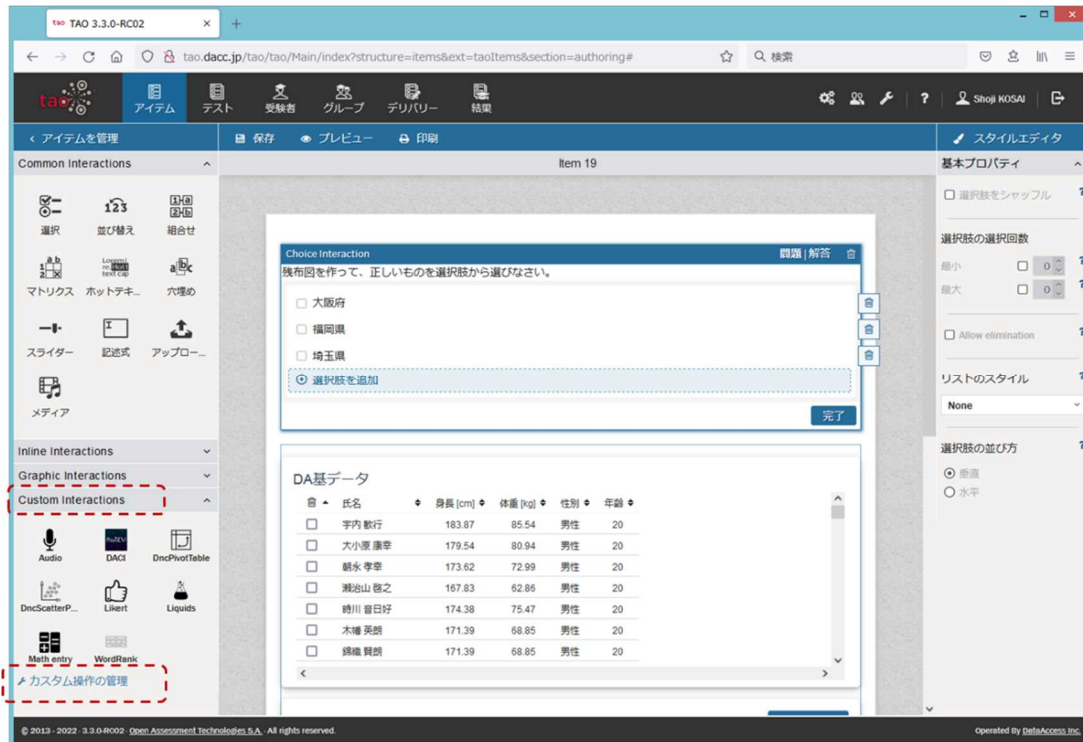 tao TAO 3.3.0-RC02
tao.dacc.jp/tao/tao/Main/index?structure=items&ext=taoItems&section=authoring#
検索
tao
アイテム
テスト
受験者
グループ
デリバリー
結果
?
Shoji KOSAI
アイテムを管理
保存
プレビュー
印刷
スタイルエディタ
Common Interactions
Item 19
基本プロパティ
選択
並び替え
組合せ
マトリクス
ホットテキ...
穴埋め
スライダー
記述式
アップロー...
メディア
Inline Interactions
Graphic Interactions
Custom Interactions
Audio
DACI
DncPivotTable
DncScatterP...
Likert
Liquids
Math entry
WordRank
カスタム操作の管理
Choice Interaction
問題 | 解答
残布図を作って、正しいものを選択肢から選びなさい。
大阪府
福岡県
埼玉県
選択肢を追加
完了
DA基データ
氏名 身長 [cm] 体重 [kg] 性別 年齢
宇内 敏行 183.87 85.54 男性 20
大小原 康幸 179.54 80.94 男性 20
朝永 孝幸 173.62 72.99 男性 20
瀬治山 啓之 167.83 62.86 男性 20
時川 音日好 174.38 75.47 男性 20
木幡 英朗 171.39 68.85 男性 20
錦織 賢朗 171.39 68.85 男性 20
選択肢をシャッフル
選択肢の選択回数
最小 0
最大 0
Allow elimination
リストのスタイル
None
選択肢の並び方
垂直
水平
© 2013 - 2022 · 3.3.0-RC02 · Open Assessment Technologies S.A. · All rights reserved.
Operated By DataAccess Inc.